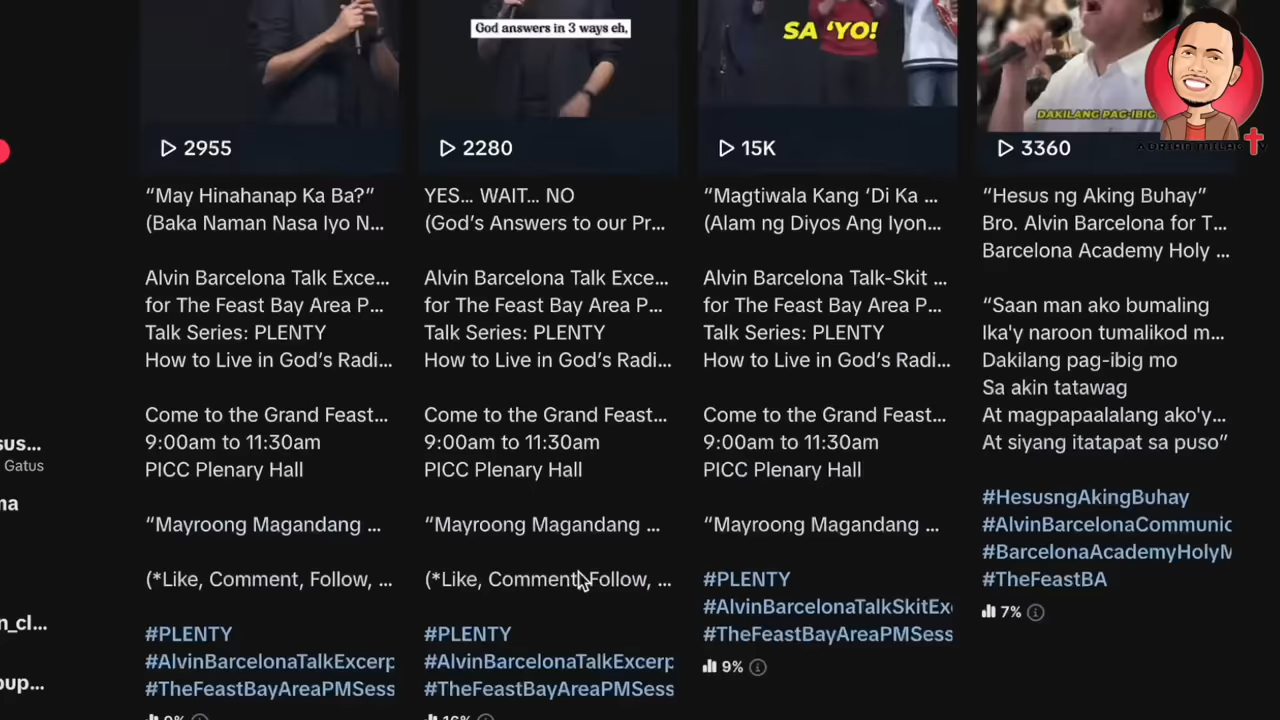 God answers in 3 ways eh,
SA ‘YO!
DAKILANG PAG-IBIG
2955
“May Hinahanap Ka Ba?”
(Baka Naman Nasa Iyo N...
Alvin Barcelona Talk Exce...
for The Feast Bay Area P...
Talk Series: PLENTY
How to Live in God’s Radi...
Come to the Grand Feast...
9:00am to 11:30am
PICC Plenary Hall
“Mayroong Magandang ...
(*Like, Comment, Follow, ...
#PLENTY
#AlvinBarcelonaTalkExcerp
#TheFeastBayAreaPMSess
2280
YES... WAIT... NO
(God’s Answers to our Pr...
Alvin Barcelona Talk Exce...
for The Feast Bay Area P...
Talk Series: PLENTY
How to Live in God’s Radi...
Come to the Grand Feast...
9:00am to 11:30am
PICC Plenary Hall
“Mayroong Magandang ...
(*Like, Comment, Follow, ...
#PLENTY
#AlvinBarcelonaTalkExcerp
#TheFeastBayAreaPMSess
15K
“Magtiwala Kang ‘Di Ka ...
(Alam ng Diyos Ang Iyon...
Alvin Barcelona Talk-Skit ...
for The Feast Bay Area P...
Talk Series: PLENTY
How to Live in God’s Radi...
Come to the Grand Feast...
9:00am to 11:30am
PICC Plenary Hall
“Mayroong Magandang ...
#PLENTY
#AlvinBarcelonaTalkSkitEx
#TheFeastBayAreaPMSess
9%
3360
“Hesus ng Aking Buhay”
Bro. Alvin Barcelona for T...
Barcelona Academy Holy ...
“Saan man ako bumaling
Ika'y naroon tumalikod m...
Dakilang pag-ibig mo
Sa akin tatawag
At magpapaalalang ako'y...
At siyang itatapat sa puso”
#HesusngAkingBuhay
#AlvinBarcelonaCommunic
#BarcelonaAcademyHolyM
#TheFeastBA
7%
sus...
Gatus
ma
n_cl...
oup...